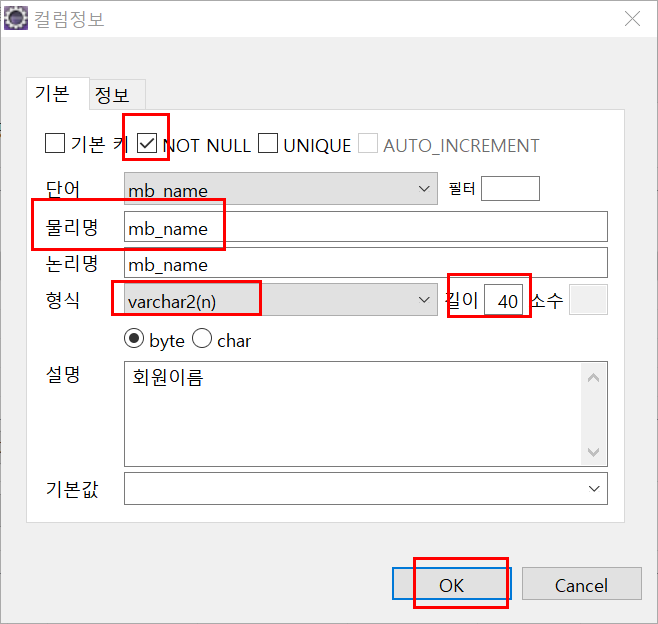 컬럼정보
기본 정보
기본 키 NOT NULL UNIQUE AUTO_INCREMENT
단어 mb_name 필터
물리명 mb_name
논리명 mb_name
형식 varchar2(n) 길이 40 소수
byte char
설명 회원이름
기본값
OK Cancel